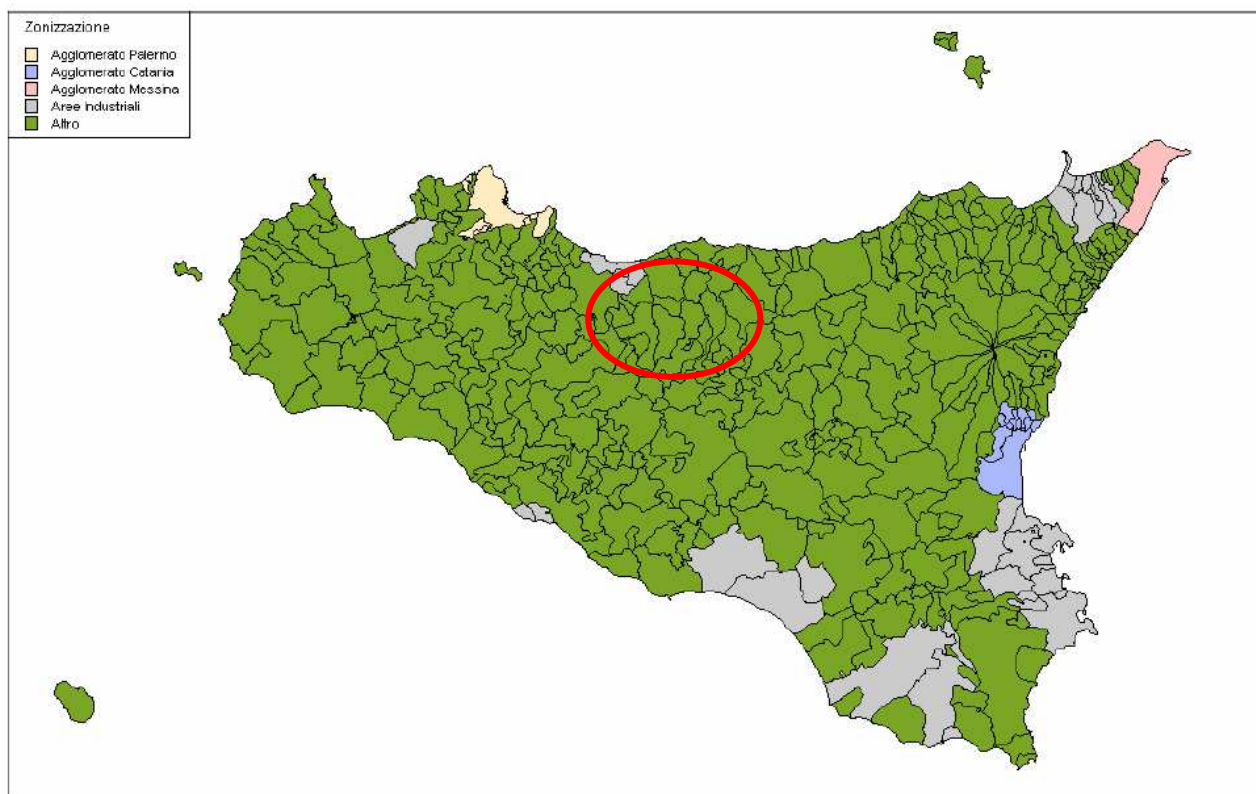 Zonizzazione
Agglomerato Palermo
Agglomerato Catania
Agglomerato Messina
Aree Industriali
Altro